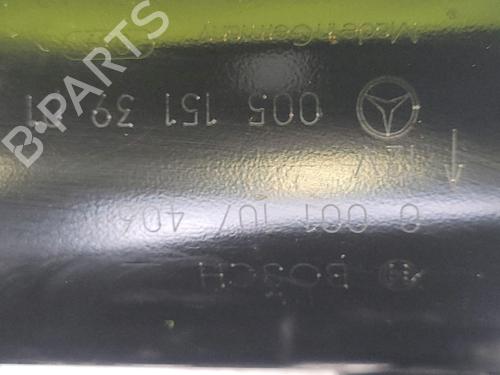 BOSCH
0 001 107 406
12V
005 151 39 01
Made in Germany
B-PARTS